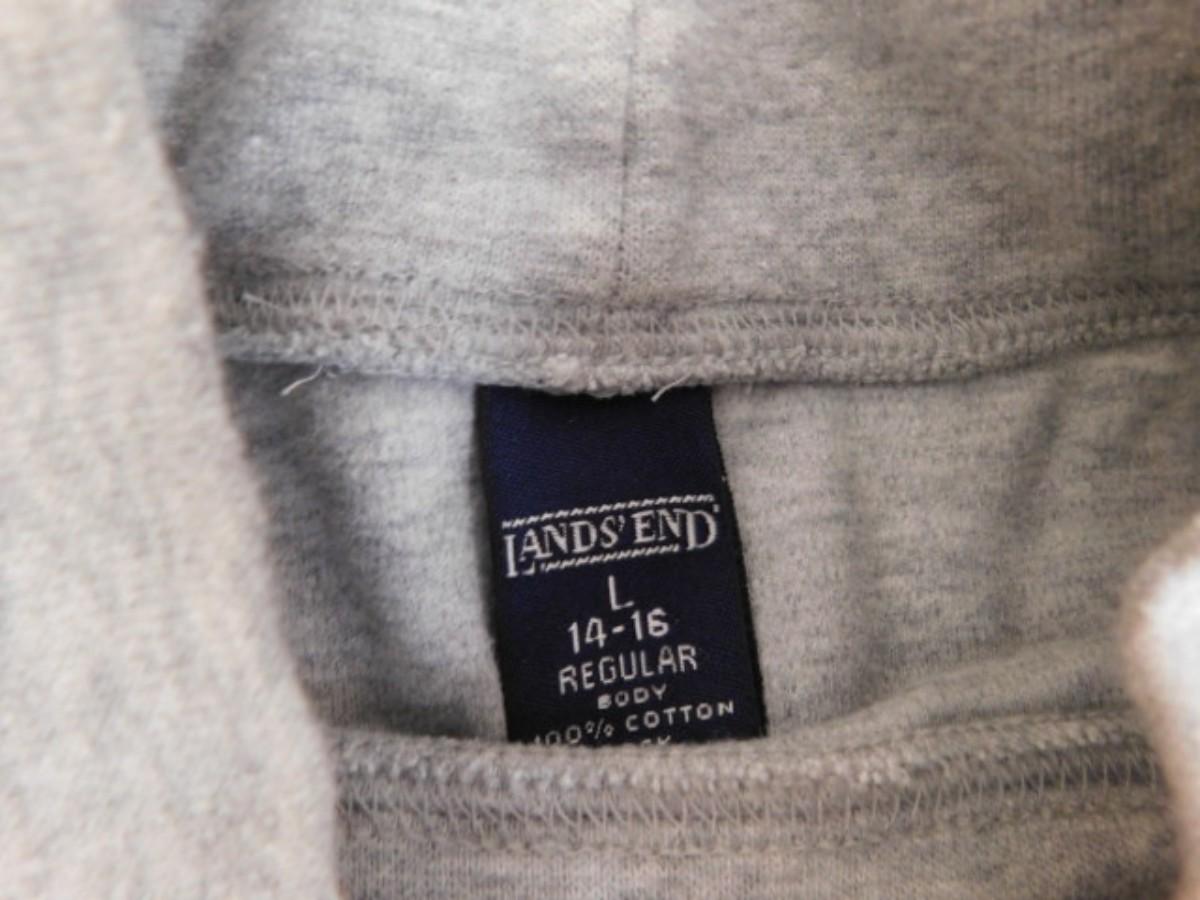 LANDS' END
L
14-16
REGULAR
BODY
100% COTTON